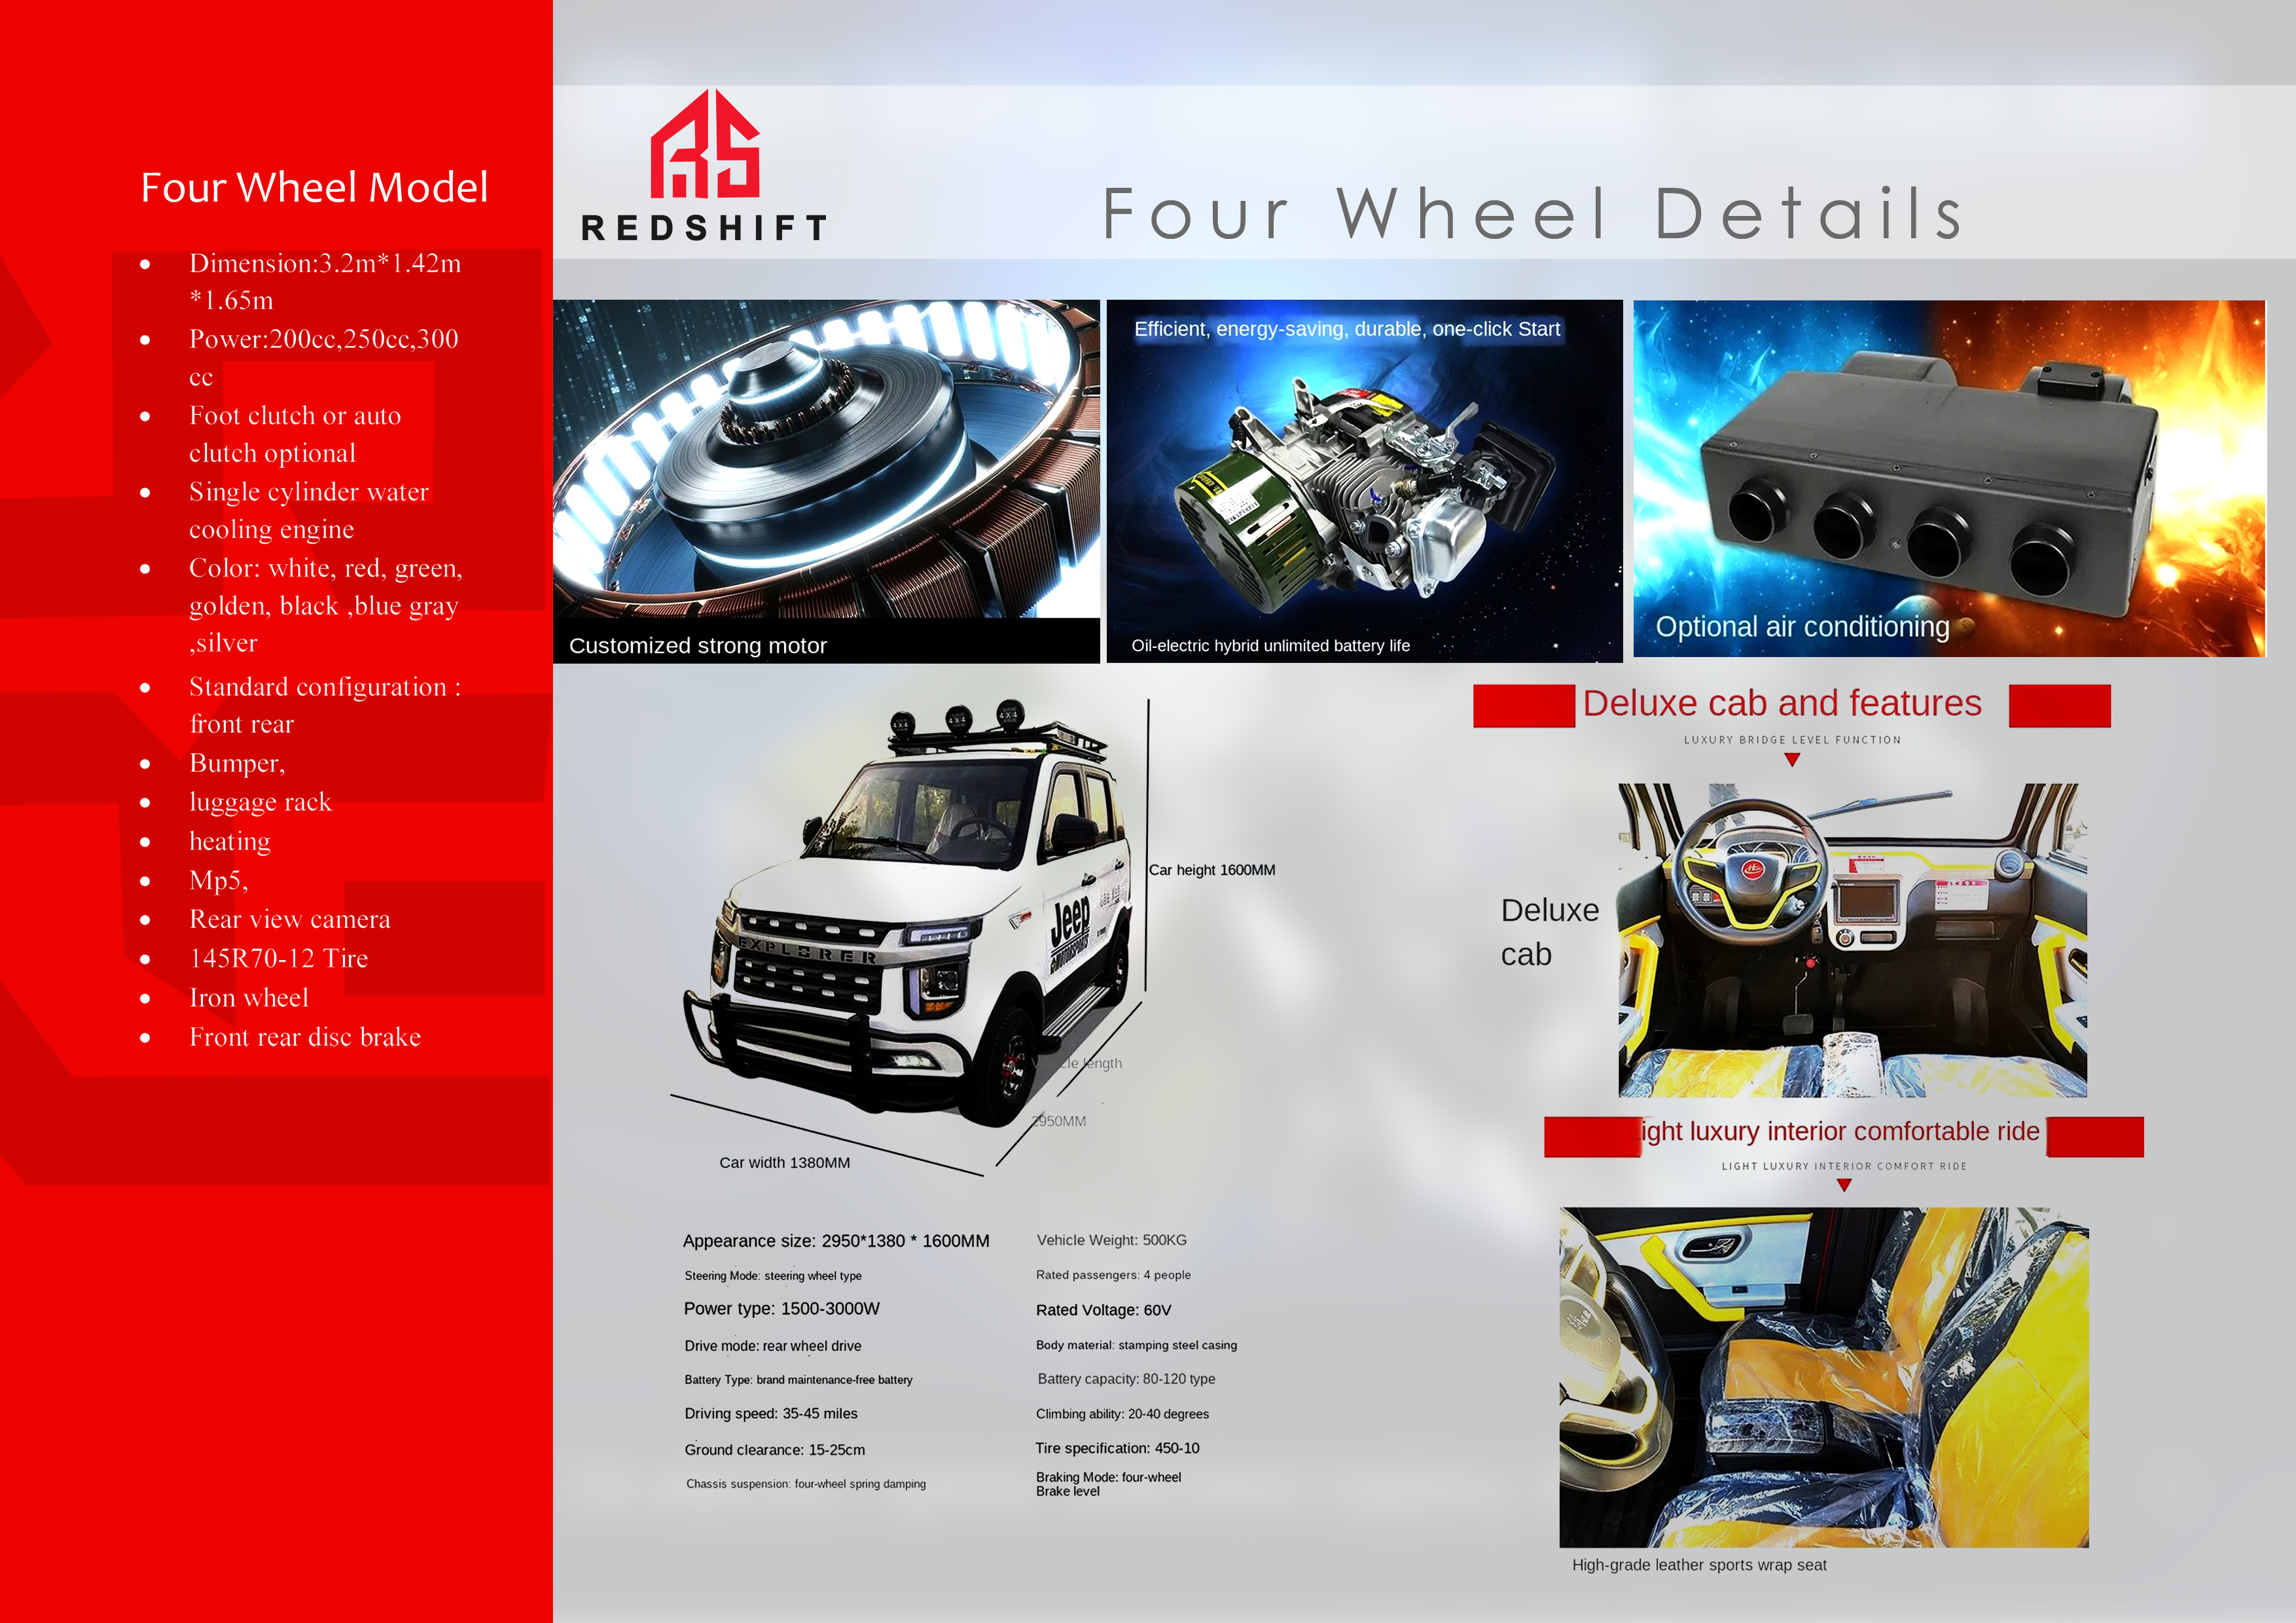 Four Wheel Model
Dimension:3.2m*1.42m
*1.65m
Power:200cc,250cc,300
cc
Foot clutch or auto
clutch optional
Single cylinder water
cooling engine
Color: white, red, green,
golden, black ,blue gray
,silver
Standard configuration :
front rear
Bumper,
luggage rack
heating
Mp5,
Rear view camera
145R70-12 Tire
Iron wheel
Front rear disc brake
RS
REDSHIFT
Four Wheel Details
Customized strong motor
Efficient, energy-saving, durable, one-click Start
Oil-electric hybrid unlimited battery life
Optional air conditioning
4X4
4X4
4X4
EXPLORER
Jeep
MOTORSPORTS
Car height 1600MM
cle length
2950MM
Car width 1380MM
Appearance size: 2950*1380 * 1600MM
Steering Mode: steering wheel type
Power type: 1500-3000W
Drive mode: rear wheel drive
Battery Type: brand maintenance-free battery
Driving speed: 35-45 miles
Ground clearance: 15-25cm
Chassis suspension: four-wheel spring damping
Vehicle Weight: 500KG
Rated passengers: 4 people
Rated Voltage: 60V
Body material: stamping steel casing
Battery capacity: 80-120 type
Climbing ability: 20-40 degrees
Tire specification: 450-10
Braking Mode: four-wheel
Brake level
Deluxe cab and features
LUXURY BRIDGE LEVEL FUNCTION
Deluxe
cab
ight luxury interior comfortable ride
LIGHT LUXURY INTERIOR COMFORT RIDE
High-grade leather sports wrap seat